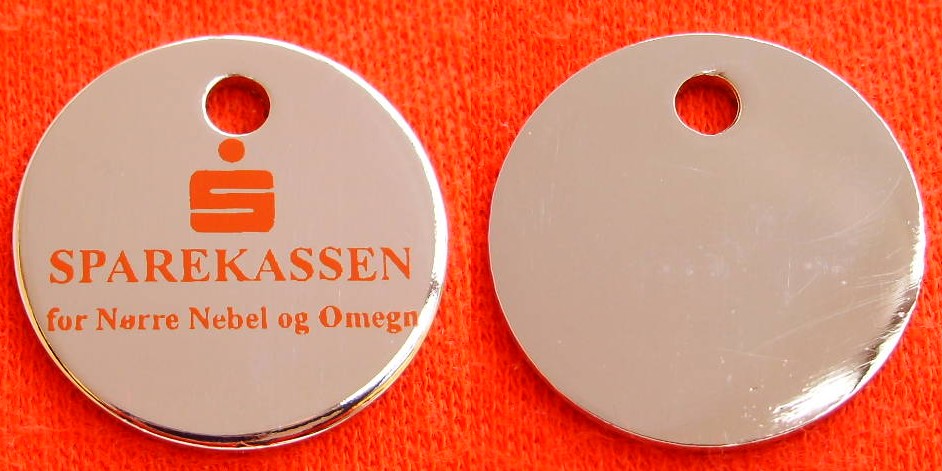 SPAREKASSEN
for Nørre Nebel og Omegn